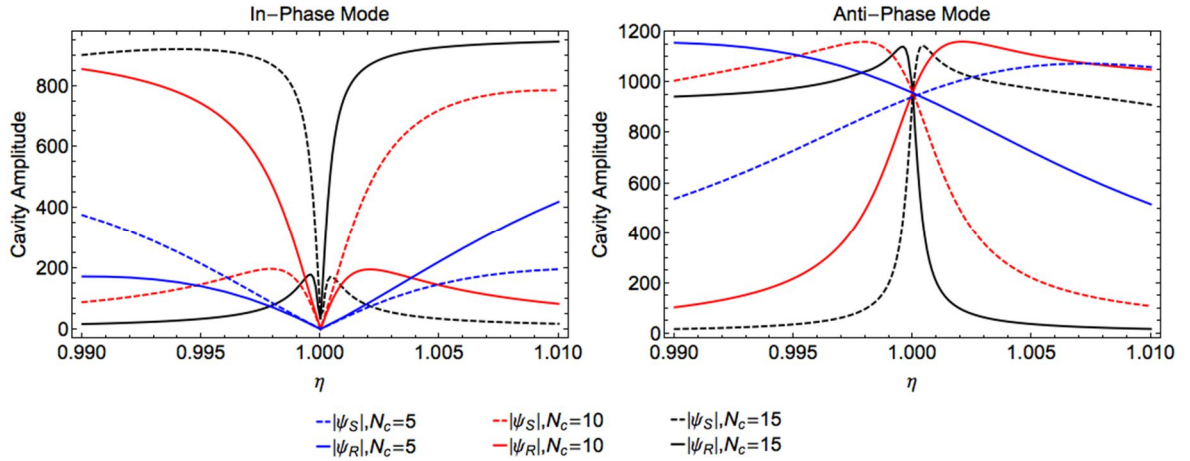 In-Phase Mode
Cavity Amplitude
800
600
400
200
0
0.990 0.995 1.000 1.005 1.010
η
Anti-Phase Mode
Cavity Amplitude
1200
1000
800
600
400
200
0
0.990 0.995 1.000 1.005 1.010
η
|ψS|,Nc=5 |ψS|,Nc=10 |ψS|,Nc=15
|ψR|,Nc=5 |ψR|,Nc=10 |ψR|,Nc=15